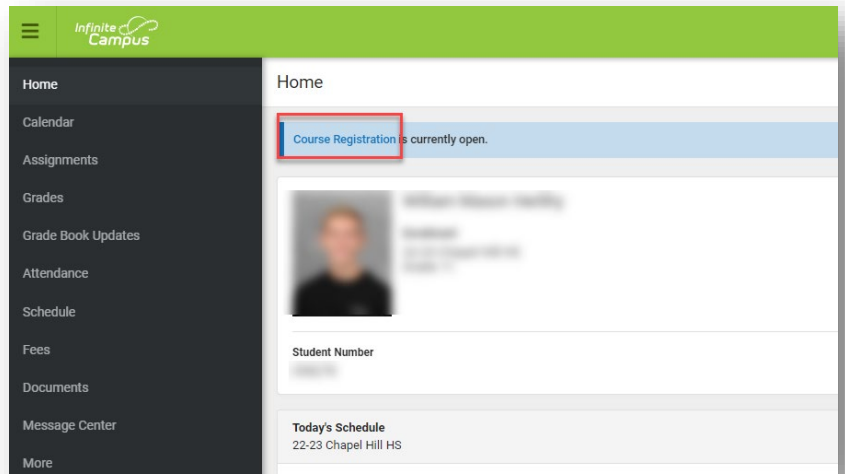 Infinite
Campus
Home
Calendar
Assignments
Grades
Grade Book Updates
Attendance
Schedule
Fees
Documents
Message Center
More
Home
Course Registration is currently open.
Student Number
Today's Schedule
22-23 Chapel Hill HS